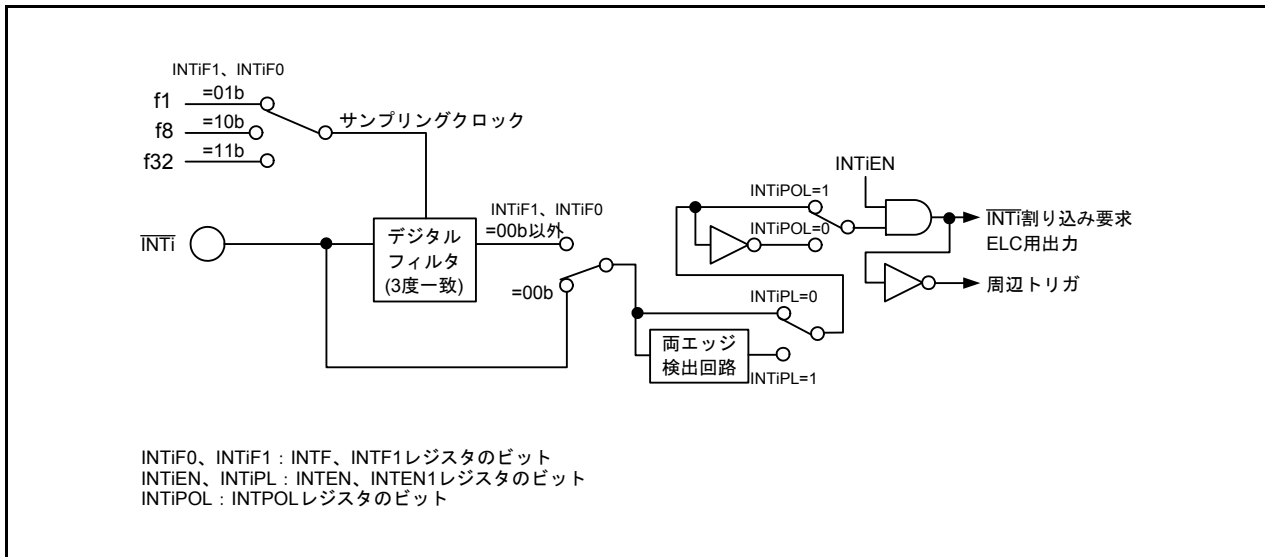 INTiF1、INTiF0
f1
=01b
f8
=10b
f32
=11b
サンプリングクロック
INTi
デジタル
フィルタ
(3度一致)
INTiF1、INTiF0
=00b以外
=00b
両エッジ
検出回路
INTiPL=0
INTiPL=1
INTiPOL=1
INTiPOL=0
INTiEN
INTi割り込み要求
ELC用出力
周辺トリガ
INTiF0、INTiF1：INTF、INTF1レジスタのビット
INTiEN、INTiPL：INTEN、INTEN1レジスタのビット
INTiPOL：INTPOLレジスタのビット